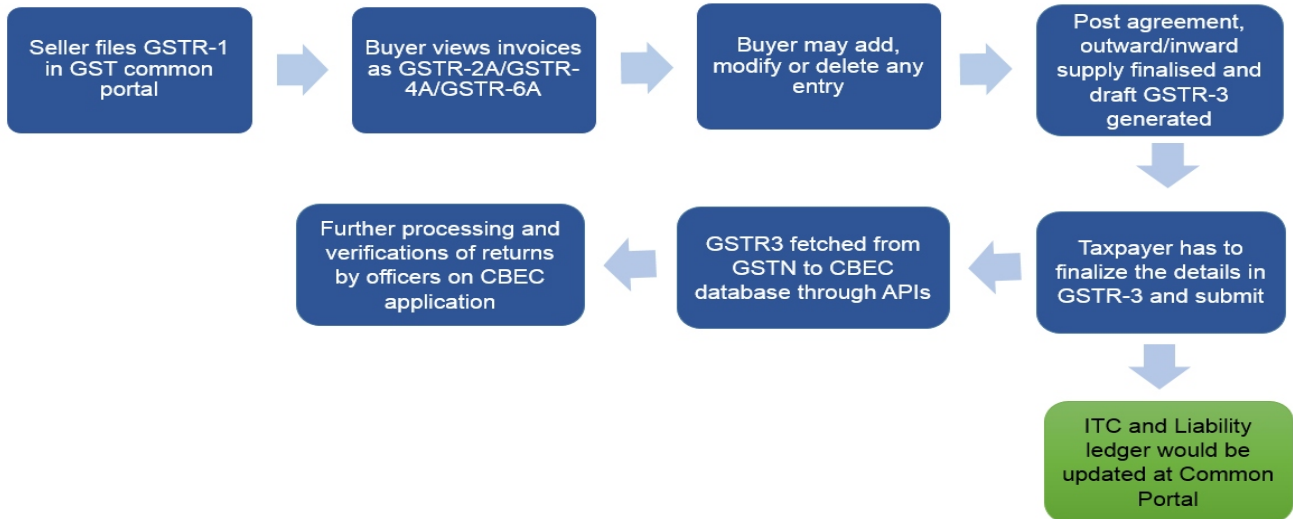 Seller files GSTR-1
in GST common
portal
Buyer views invoices
as GSTR-2A/GSTR-
4A/GSTR-6A
Buyer may add,
modify or delete any
entry
Post agreement,
outward/inward
supply finalised and
draft GSTR-3
generated
Taxpayer has to
finalize the details in
GSTR-3 and submit
GSTR3 fetched from
GSTN to CBEC
database through APIs
Further processing and
verifications of returns
by officers on CBEC
application
ITC and Liability
ledger would be
updated at Common
Portal